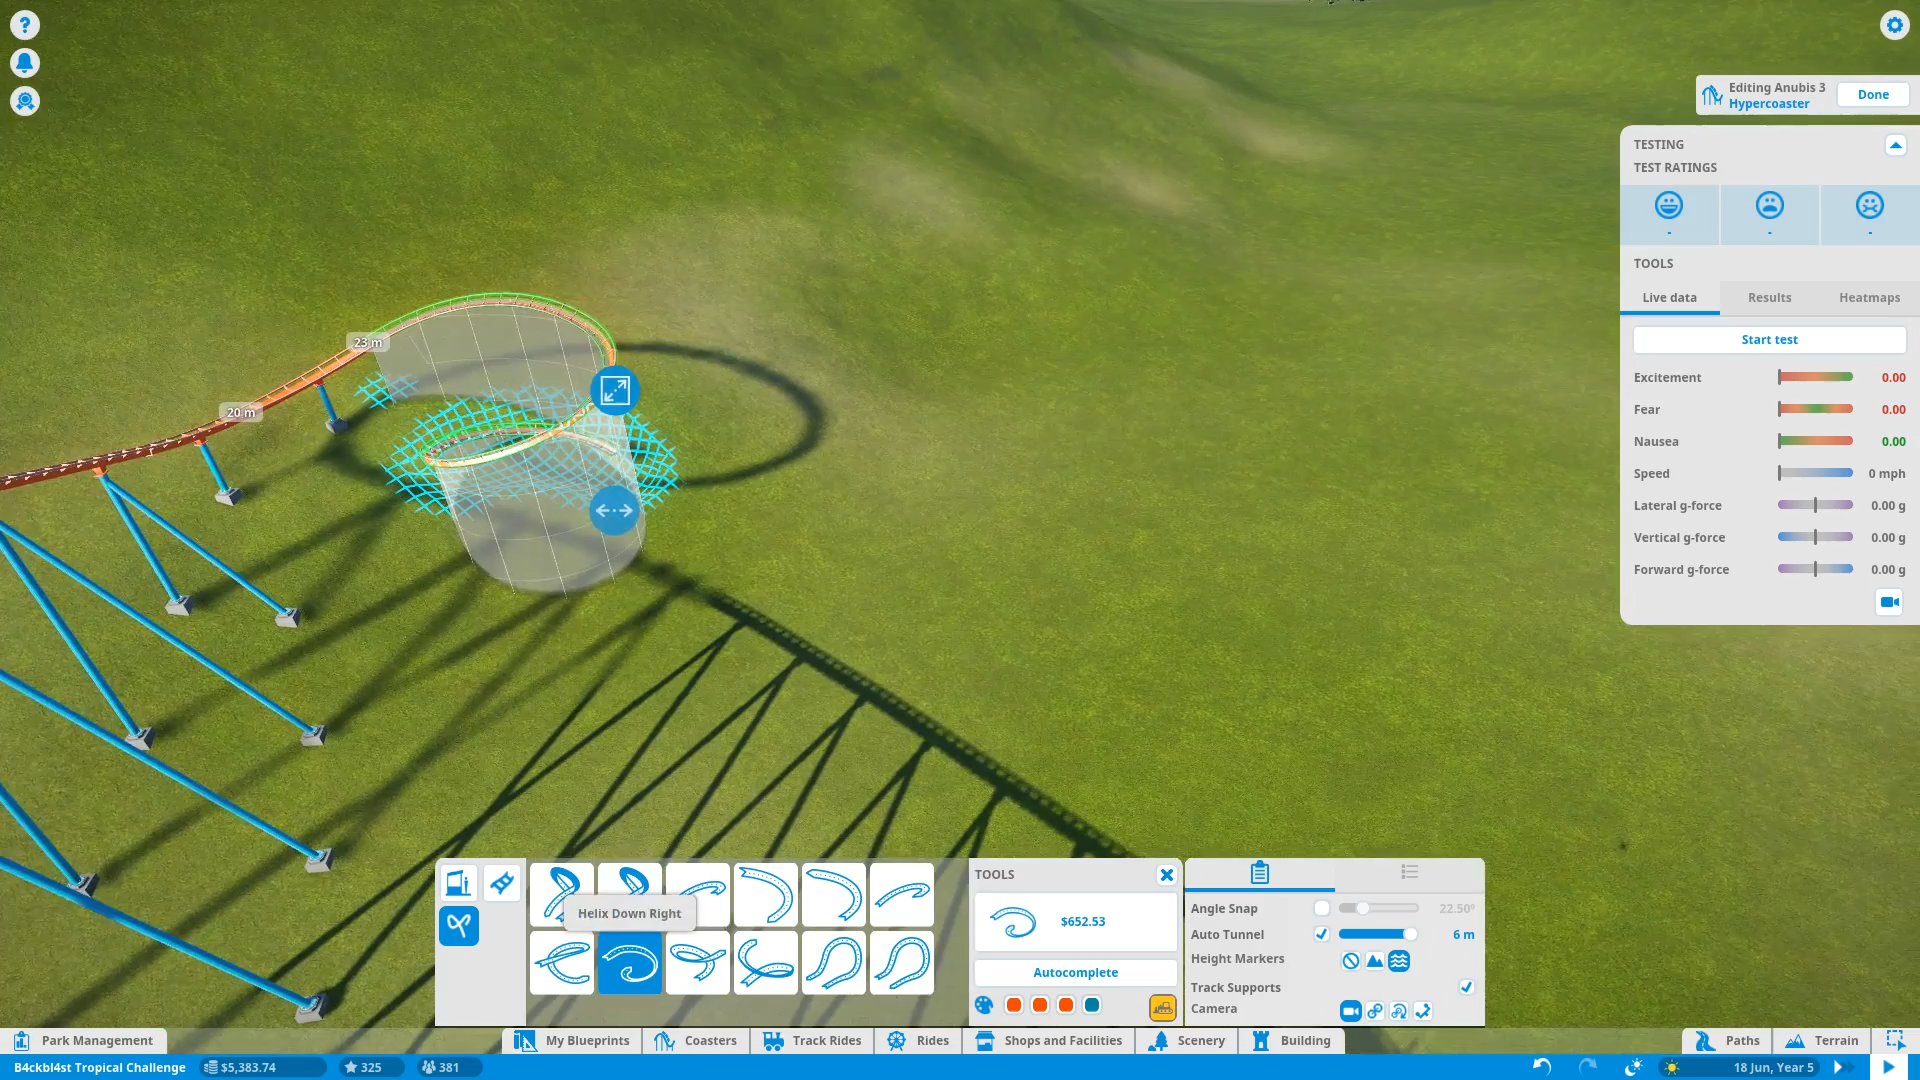 ?
Editing Anubis 3
Hypercoaster
Done
TESTING
TEST RATINGS
-
-
-
TOOLS
Live data
Results
Heatmaps
Start test
Excitement
0.00
Fear
0.00
Nausea
0.00
Speed
0 mph
Lateral g-force
0.00 g
Vertical g-force
0.00 g
Forward g-force
0.00 g
23 m
20 m
Helix Down Right
TOOLS
$652.53
Autocomplete
Angle Snap
22.50°
Auto Tunnel
6 m
Height Markers
Track Supports
Camera
Park Management
My Blueprints
Coasters
Track Rides
Rides
Shops and Facilities
Scenery
Building
Paths
Terrain
B4ckbl4st Tropical Challenge
$5,383.74
325
381
18 Jun, Year 5